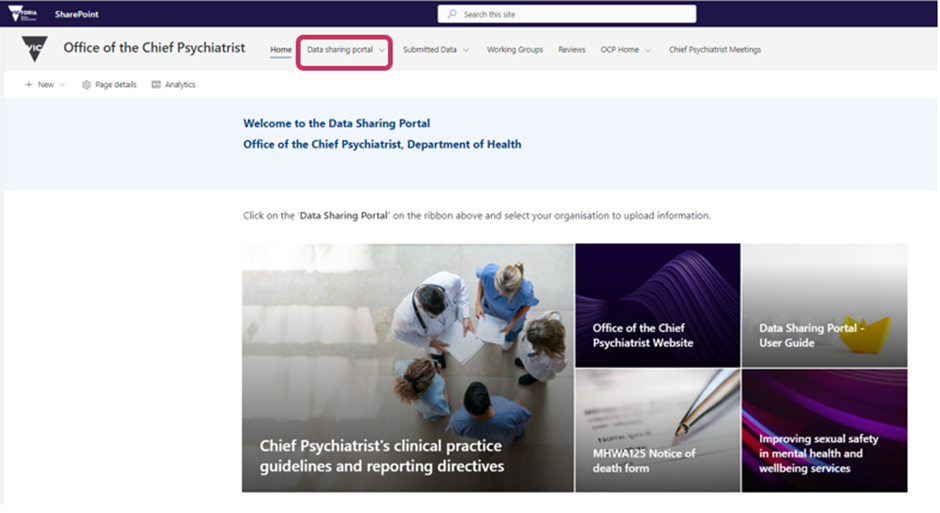 VICTORIA
SharePoint
Search this site
VIC
Office of the Chief Psychiatrist
Home
Data sharing portal
Submitted Data
Working Groups
Reviews
OCP Home
Chief Psychiatrist Meetings
+ New
Page details
Analytics
Welcome to the Data Sharing Portal
Office of the Chief Psychiatrist, Department of Health
Click on the 'Data Sharing Portal' on the ribbon above and select your organisation to upload information.
Chief Psychiatrist's clinical practice
guidelines and reporting directives
Office of the Chief
Psychiatrist Website
Data Sharing Portal -
User Guide
MHWA125 Notice of
death form
Improving sexual safety
in mental health and
wellbeing services